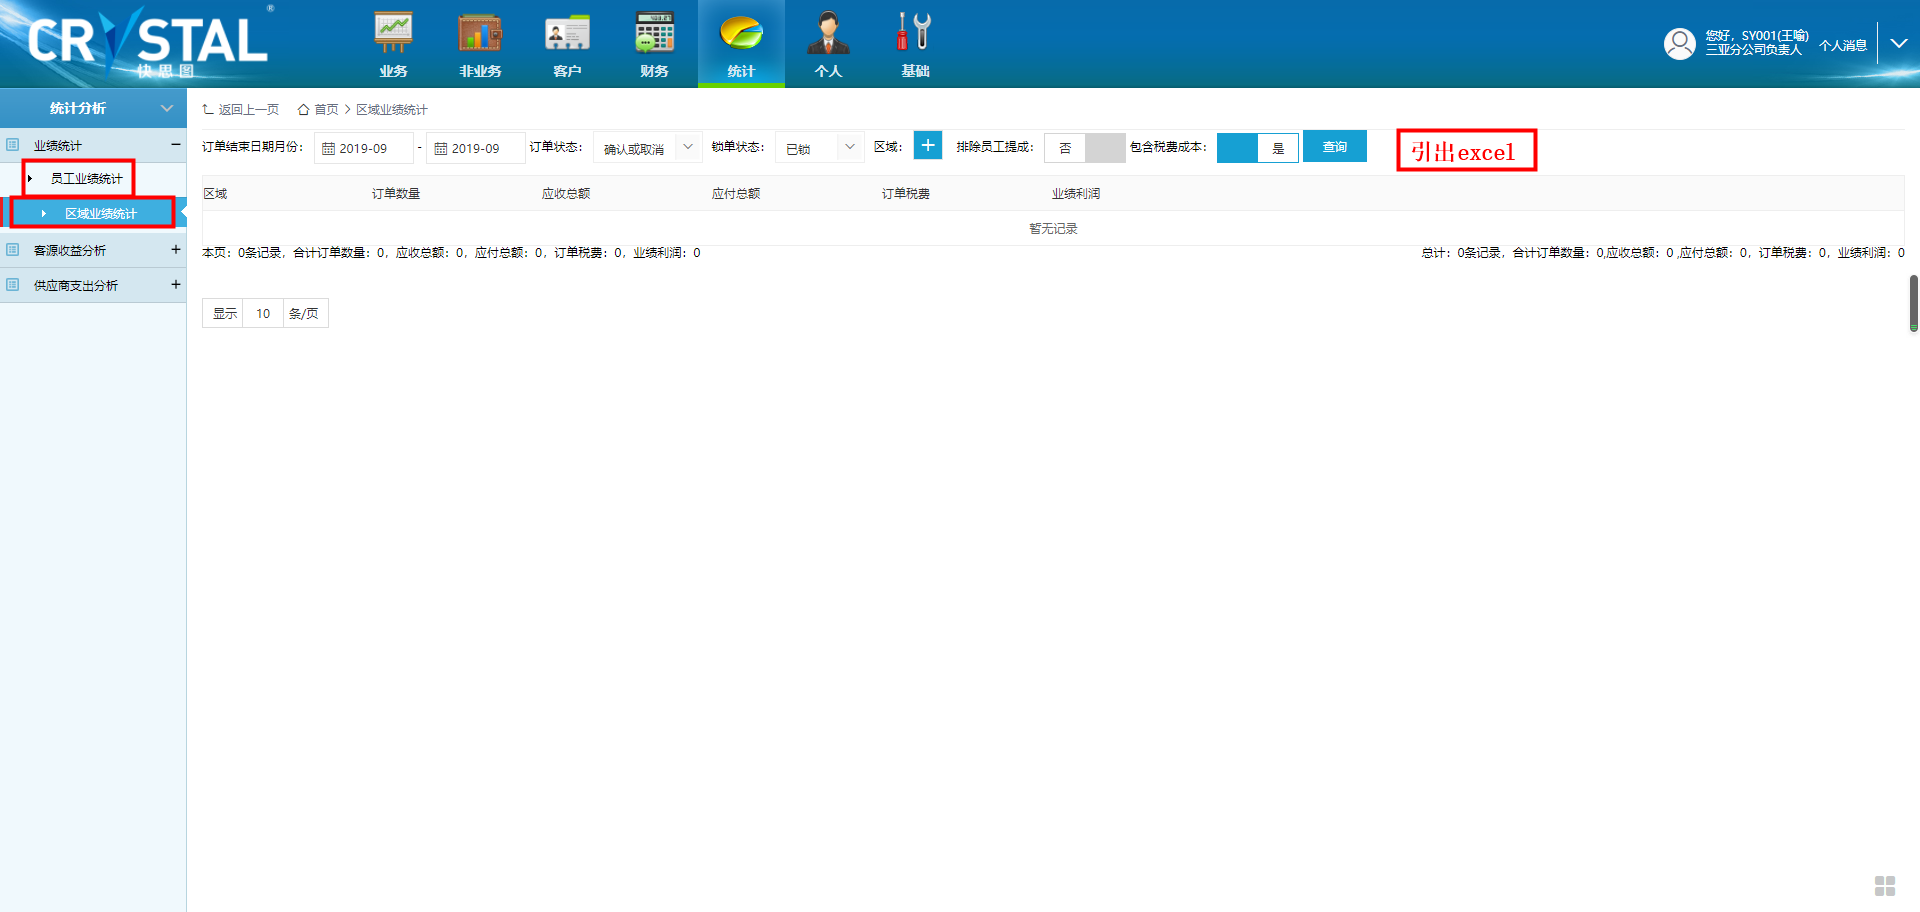 CRYSTAL®
快思图
业务 非业务 客户 财务 统计 个人 基础
您好，SY001(王喻)
三亚分公司负责人
个人消息
统计分析
业绩统计
员工业绩统计
区域业绩统计
客源收益分析
供应商支出分析
返回上一页 首页 > 区域业绩统计
订单结束日期月份： 2019-09 - 2019-09 订单状态： 确认或取消 锁单状态： 已锁 区域： + 排除员工提成： 否 包含税费成本： 是 查询
引出excel
区域 订单数量 应收总额 应付总额 订单税费 业绩利润
暂无记录
本页：0条记录，合计订单数量：0，应收总额：0，应付总额：0，订单税费：0，业绩利润：0
总计：0条记录，合计订单数量：0,应收总额：0 ,应付总额：0，订单税费：0，业绩利润：0
显示 10 条/页